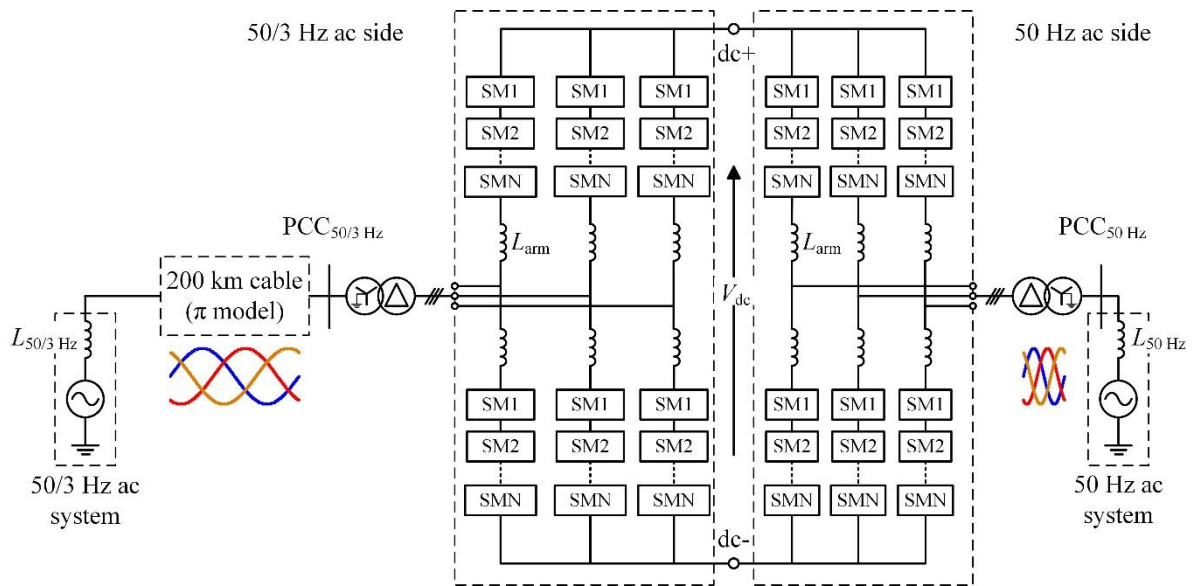 50/3 Hz ac side
50 Hz ac side
dc+
SM1 SM1 SM1 SM1 SM1 SM1
SM2 SM2 SM2 SM2 SM2 SM2
SMN SMN SMN SMN SMN SMN
PCC50/3 Hz
Larm
Larm
PCC50 Hz
200 km cable
(π model)
Vdc
L50/3 Hz
L50 Hz
SM1 SM1 SM1 SM1 SM1 SM1
SM2 SM2 SM2 SM2 SM2 SM2
SMN SMN SMN SMN SMN SMN
50/3 Hz ac
system
50 Hz ac
system
dc-